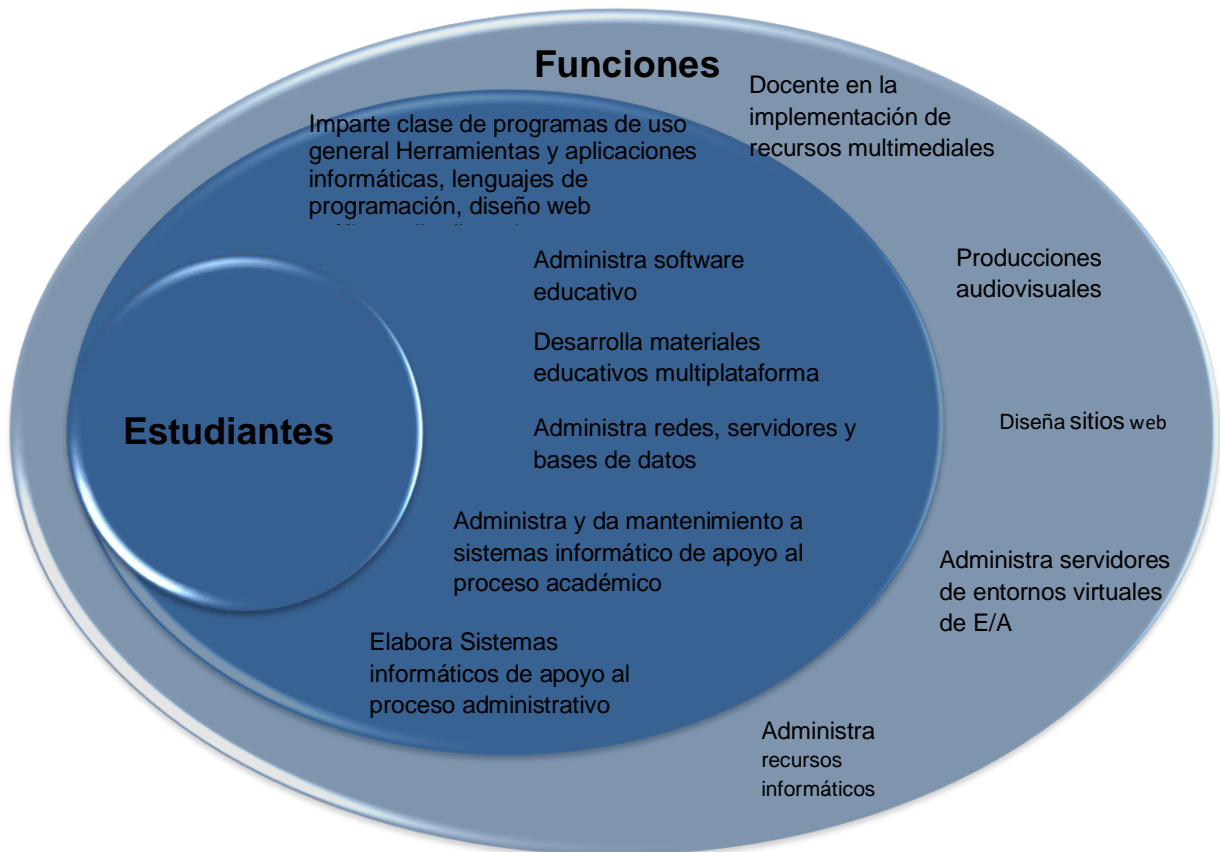 Funciones
Docente en la
implementación de
recursos multimediales
Imparte clase de programas de uso
general Herramientas y aplicaciones
informáticas, lenguajes de
programación, diseño web
Administra software
educativo
Producciones
audiovisuales
Desarrolla materiales
educativos multiplataforma
Estudiantes
Administra redes, servidores y
bases de datos
Diseña sitios web
Administra y da mantenimiento a
sistemas informático de apoyo al
proceso académico
Administra servidores
de entornos virtuales
de E/A
Elabora Sistemas
informáticos de apoyo al
proceso administrativo
Administra
recursos
informáticos